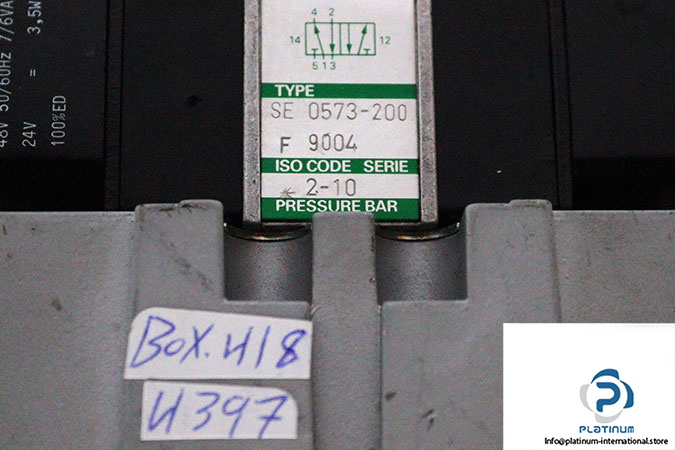 48V 50/60Hz 7/6VA
24V = 3,5W
100%ED
4 2
14 12
5 1 3
TYPE
SE 0573-200
F 9004
ISO CODE SERIE
2-10
PRESSURE BAR
BOX.418
4397
PLATINUM
INTERNATIONAL
Info@platinum-international.store